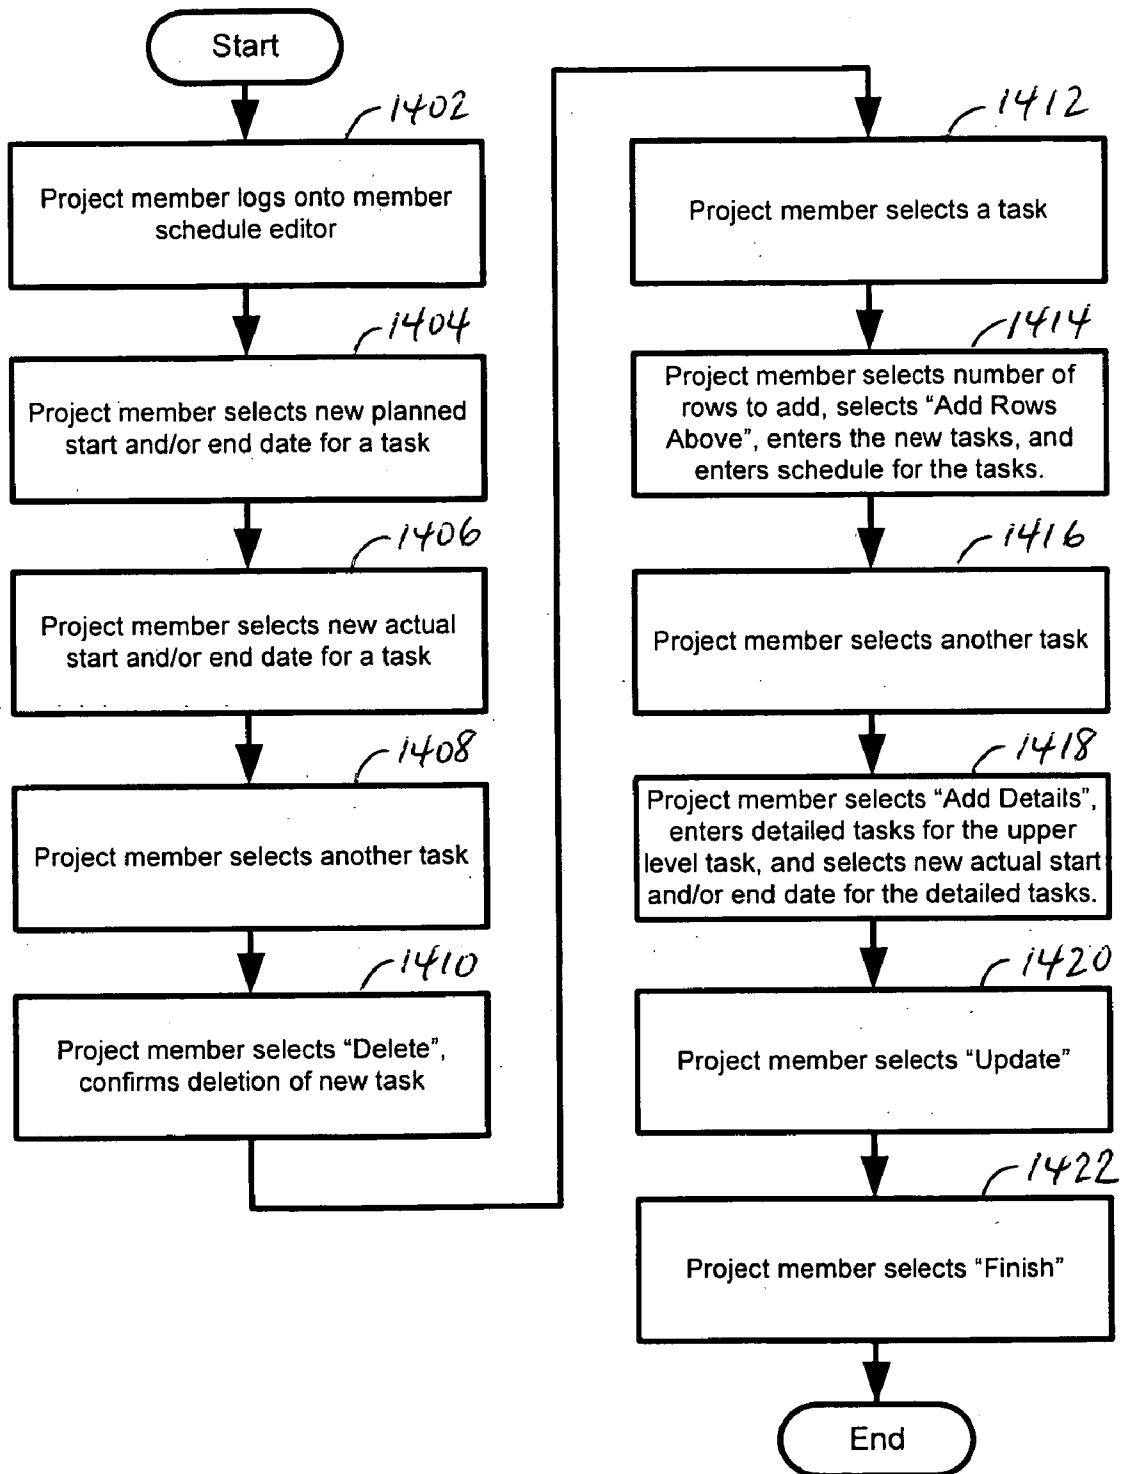 Start
1402
Project member logs onto member
schedule editor
1404
Project member selects new planned
start and/or end date for a task
1406
Project member selects new actual
start and/or end date for a task
1408
Project member selects another task
1410
Project member selects “Delete”,
confirms deletion of new task
1412
Project member selects a task
1414
Project member selects number of
rows to add, selects “Add Rows
Above”, enters the new tasks, and
enters schedule for the tasks.
1416
Project member selects another task
1418
Project member selects “Add Details”,
enters detailed tasks for the upper
level task, and selects new actual start
and/or end date for the detailed tasks.
1420
Project member selects “Update”
1422
Project member selects “Finish”
End